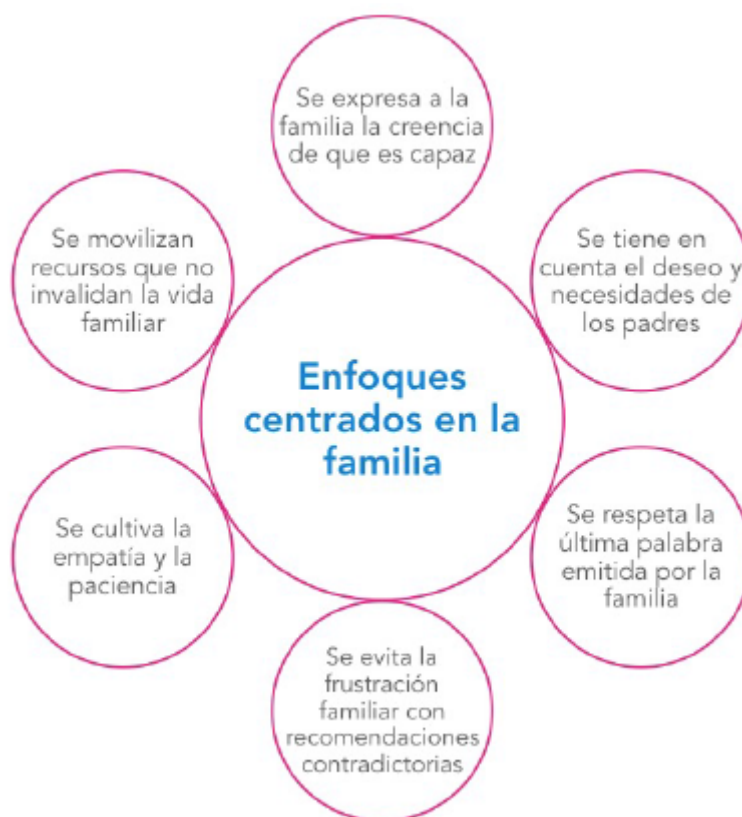 Se expresa a la
familia la creencia
de que es capaz
Se movilizan
recursos que no
invalidan la vida
familiar
Se tiene en
cuenta el deseo y
necesidades de
los padres
Enfoques
centrados en la
familia
Se cultiva la
empatía y la
paciencia
Se respeta la
última palabra
emitida por la
familia
Se evita la
frustración
familiar con
recomendaciones
contradictorias